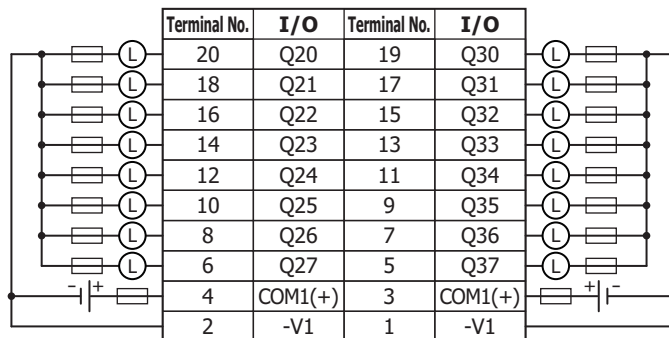 Terminal No. I/O Terminal No. I/O
L 20 Q20 19 Q30 L
L 18 Q21 17 Q31 L
L 16 Q22 15 Q32 L
L 14 Q23 13 Q33 L
L 12 Q24 11 Q34 L
L 10 Q25 9 Q35 L
L 8 Q26 7 Q36 L
L 6 Q27 5 Q37 L
- + 4 COM1(+) 3 COM1(+) + -
2 -V1 1 -V1